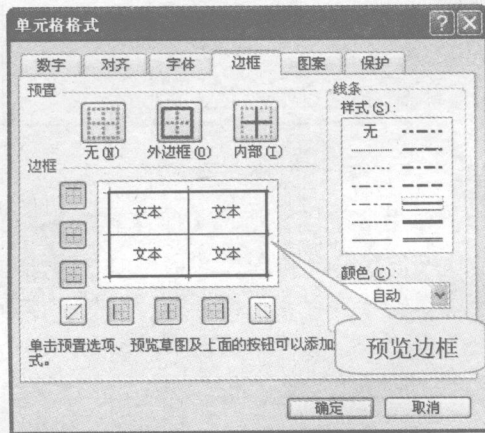 单元格格式
数字 对齐 字体 边框 图案 保护
预置
线条
样式(S):
无
无(N) 外边框(O) 内部(I)
边框
文本 文本
文本 文本
颜色(C):
自动
预览边框
单击预置选项、预览草图及上面的按钮可以添加
式。
确定 取消